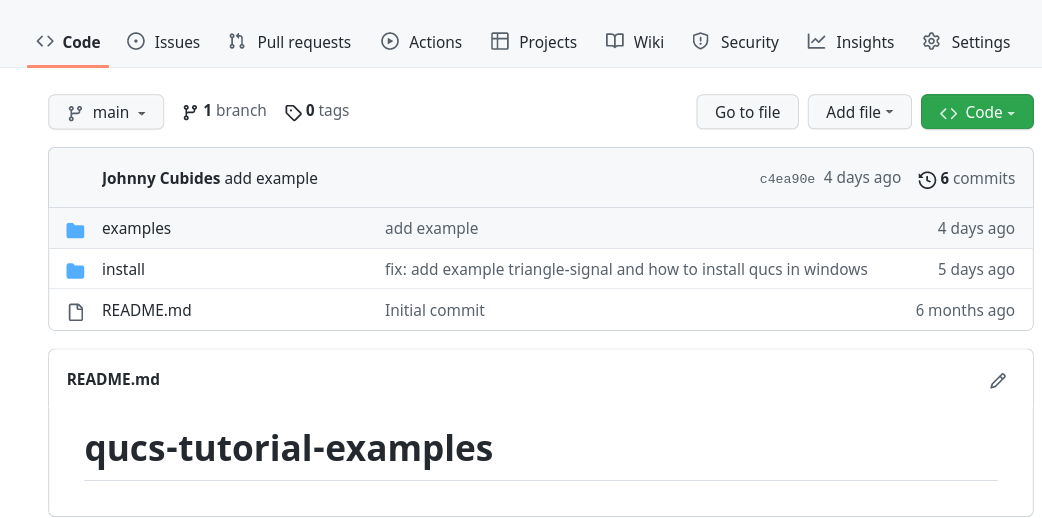 Code Issues Pull requests Actions Projects Wiki Security Insights Settings
main 1 branch 0 tags Go to file Add file Code
Johnny Cubides add example c4ea90e 4 days ago 6 commits
examples add example 4 days ago
install fix: add example triangle-signal and how to install qucs in windows 5 days ago
README.md Initial commit 6 months ago
README.md
qucs-tutorial-examples